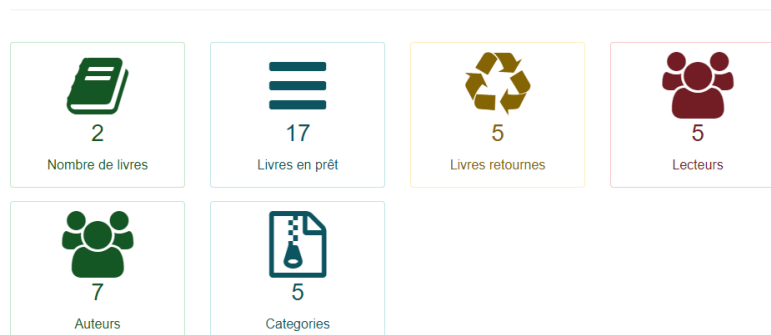 2
Nombre de livres
17
Livres en prêt
5
Livres retournes
5
Lecteurs
7
Auteurs
5
Categories